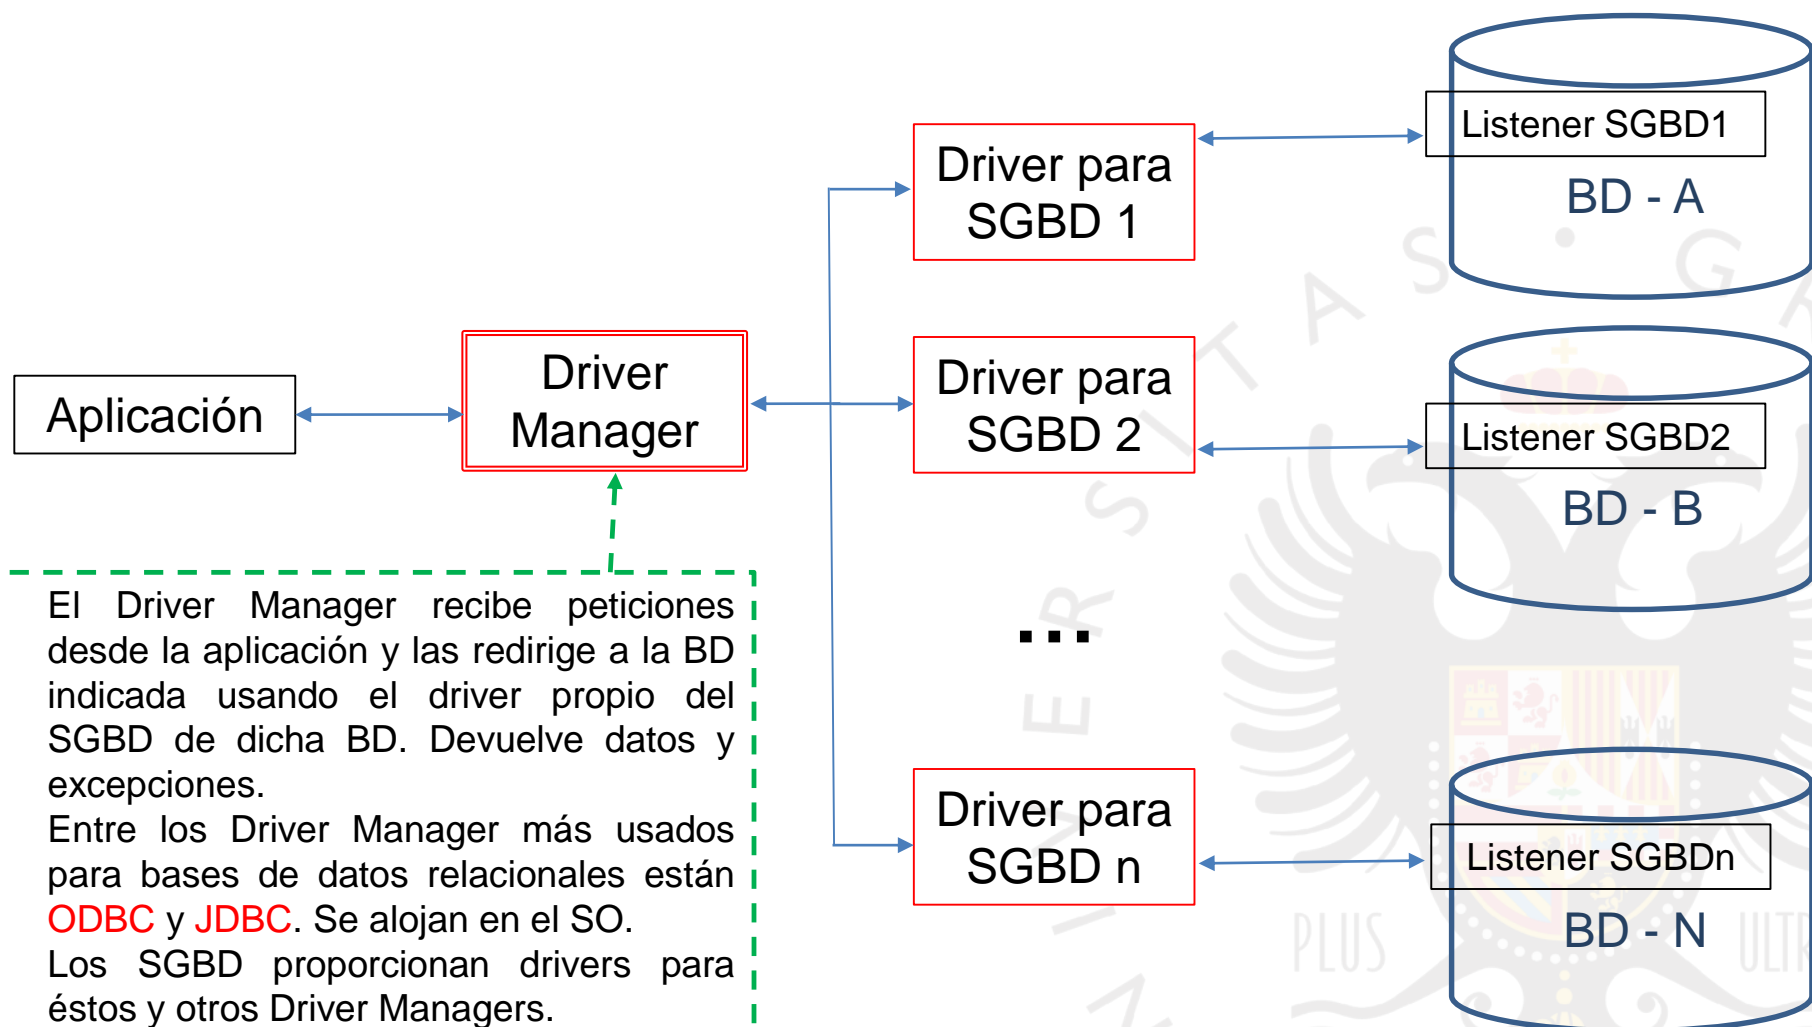 Aplicación
Driver
Manager
Driver para
SGBD 1
Driver para
SGBD 2
...
Driver para
SGBD n
Listener SGBD1
BD - A
Listener SGBD2
BD - B
Listener SGBDn
BD - N
El Driver Manager recibe peticiones
desde la aplicación y las redirige a la BD
indicada usando el driver propio del
SGBD de dicha BD. Devuelve datos y
excepciones.
Entre los Driver Manager más usados
para bases de datos relacionales están
ODBC y JDBC. Se alojan en el SO.
Los SGBD proporcionan drivers para
éstos y otros Driver Managers.
PLUS